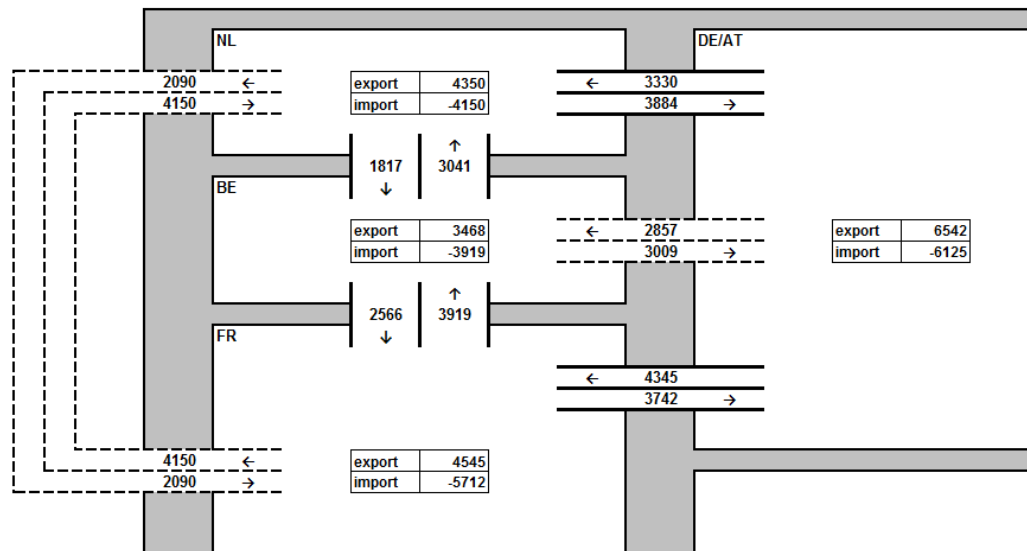 NL DE/AT
2090 ← export 4350 ← 3330
4150 → import -4150 3884 →
↑
1817 3041
↓
BE
export 3468 ← 2857 export 6542
import -3919 3009 → import -6125
↑
2566 3919
↓
FR
← 4345
3742 →
4150 ← export 4545
2090 → import -5712